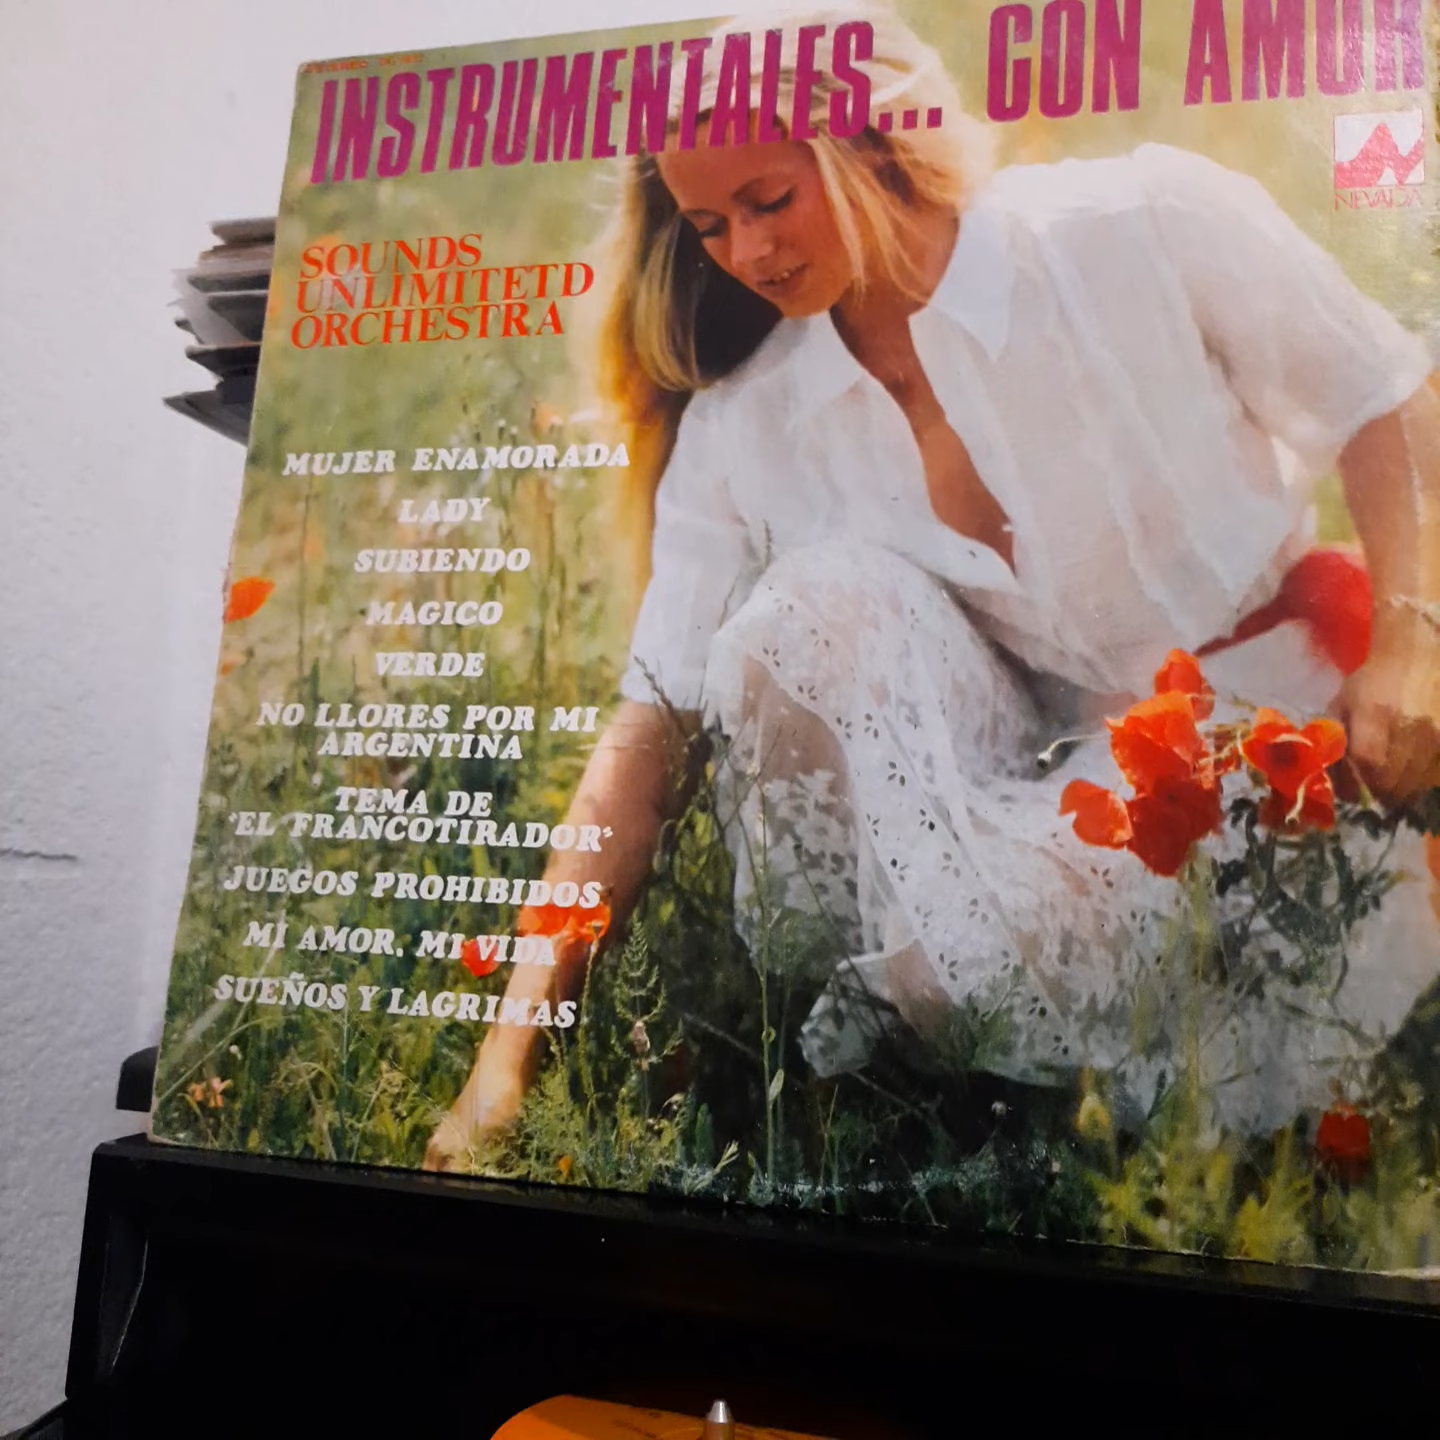 INSTRUMENTALES... CON AMOR
NEVADA
SOUNDS
UNLIMITETD
ORCHESTRA
MUJER ENAMORADA
LADY
SUBIENDO
MAGICO
VERDE
NO LLORES POR MI
ARGENTINA
TEMA DE
"EL FRANCOTIRADOR"
JUEGOS PROHIBIDOS
MI AMOR, MI VIDA
SUEÑOS Y LAGRIMAS